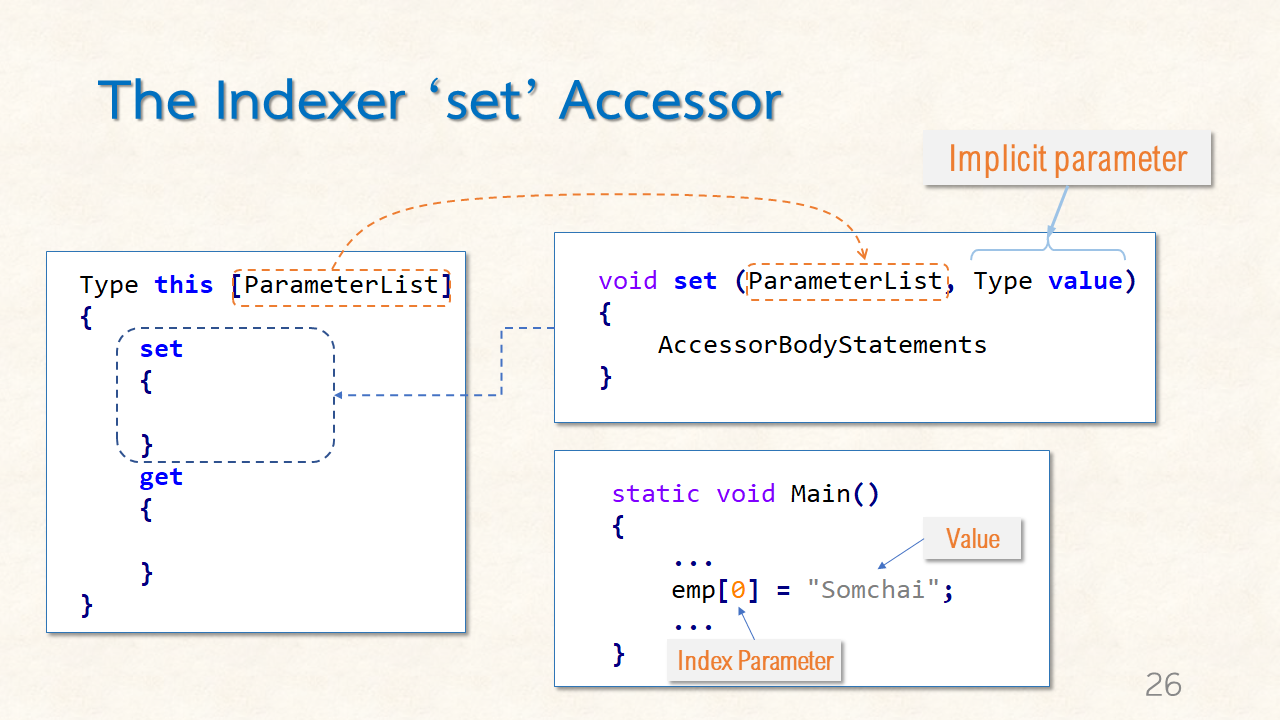 The Indexer ‘set’ Accessor
Implicit parameter
Type this [ParameterList]
{
set
{
}
get
{
}
}
void set (ParameterList, Type value)
{
AccessorBodyStatements
}
static void Main()
{
...
Value
emp[0] = "Somchai";
...
Index Parameter
}
26